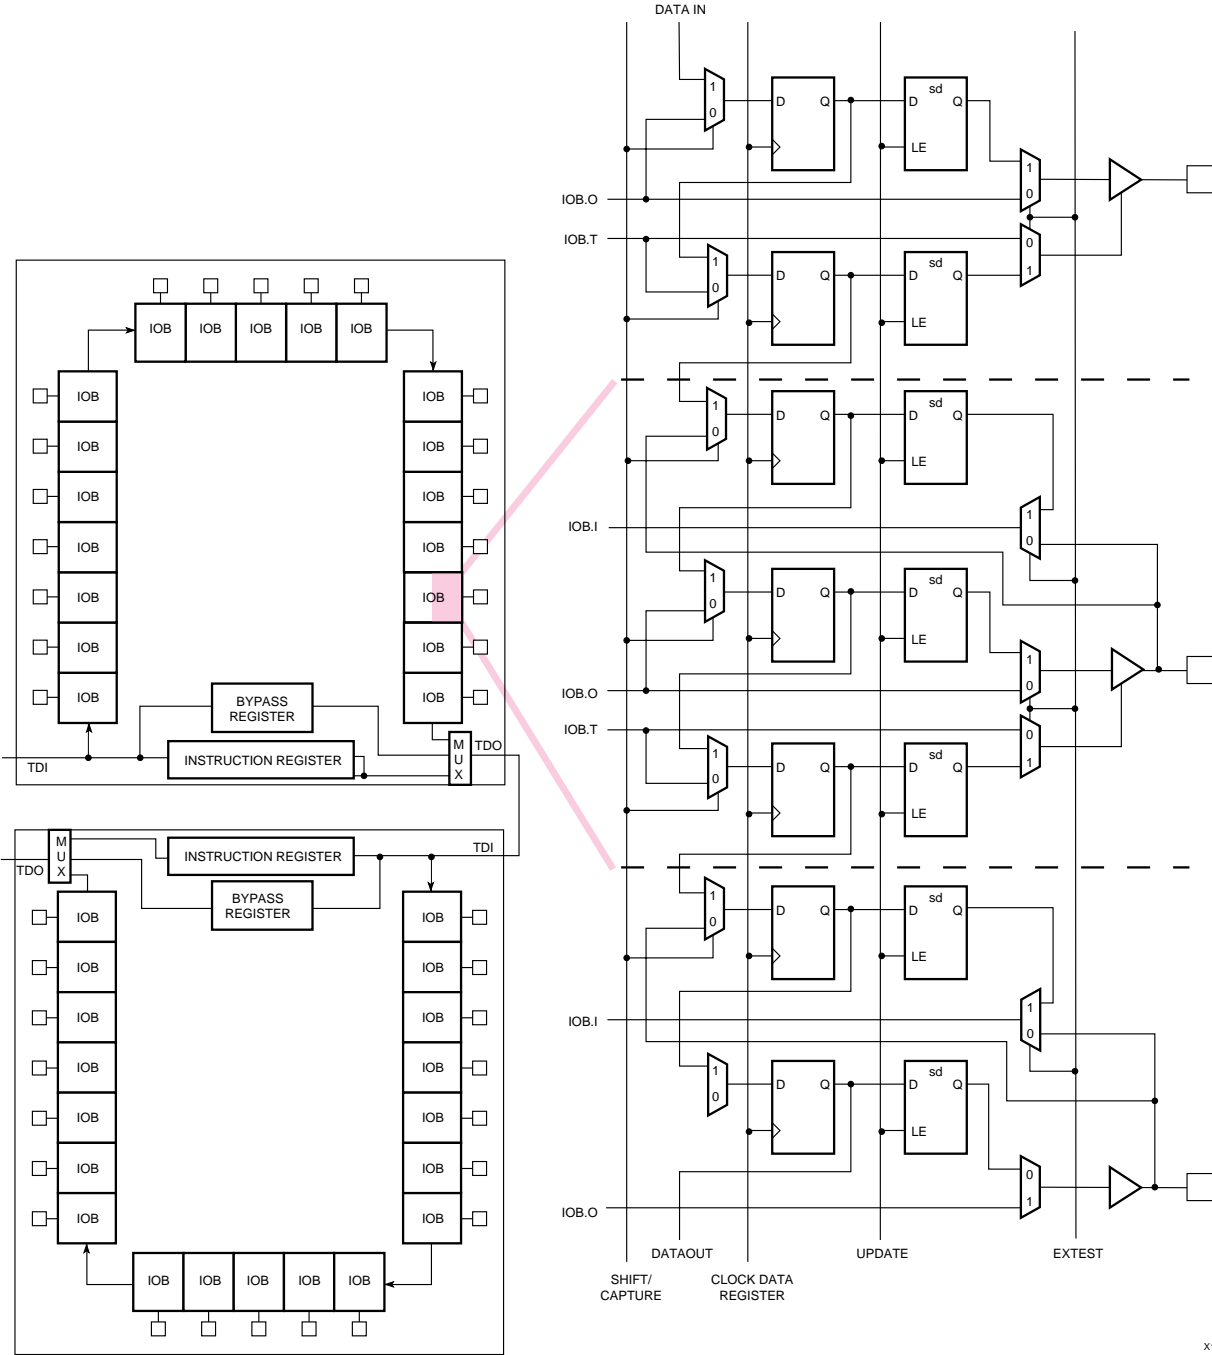 DATA IN
1
0
D Q
sd
D Q
LE
1
0
IOB.O
IOB.T
0
1
1
0
D Q
sd
D Q
LE
1
0
D Q
sd
D Q
LE
IOB.I
1
0
1
0
D Q
sd
D Q
LE
1
0
IOB.O
IOB.T
0
1
1
0
D Q
sd
D Q
LE
1
0
D Q
sd
D Q
LE
IOB.I
1
0
1
0
D Q
sd
D Q
LE
0
1
IOB.O
DATAOUT
UPDATE
EXTEST
SHIFT/
CAPTURE
CLOCK DATA
REGISTER
IOB IOB IOB IOB IOB
IOB IOB
IOB IOB
IOB IOB
IOB IOB
IOB IOB
IOB IOB
IOB IOB
BYPASS
REGISTER
INSTRUCTION REGISTER
TDI
M
U
X
TDO
M
U
X
TDO
INSTRUCTION REGISTER
TDI
BYPASS
REGISTER
IOB IOB
IOB IOB
IOB IOB
IOB IOB
IOB IOB
IOB IOB
IOB IOB
IOB IOB IOB IOB IOB